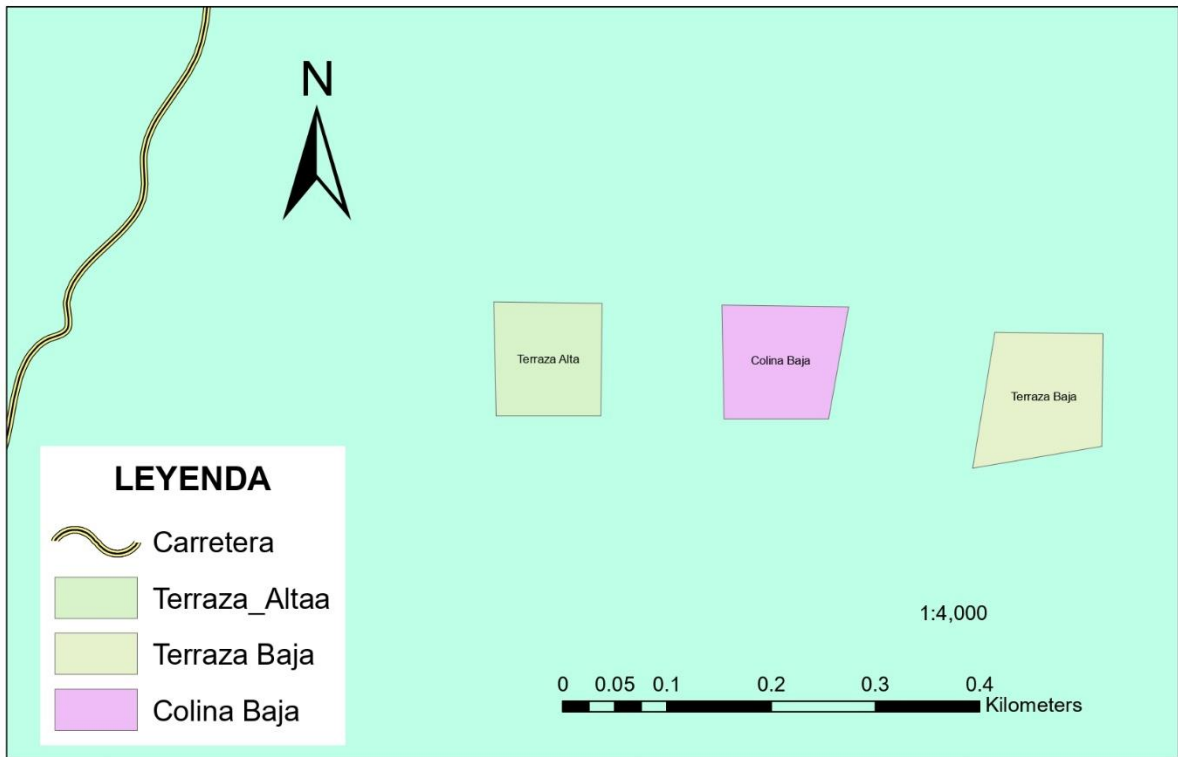 N
Terraza Alta
Colina Baja
Terraza Baja
LEYENDA
Carretera
Terraza_Altaa
Terraza Baja
Colina Baja
1:4,000
0 0.05 0.1 0.2 0.3 0.4
Kilometers